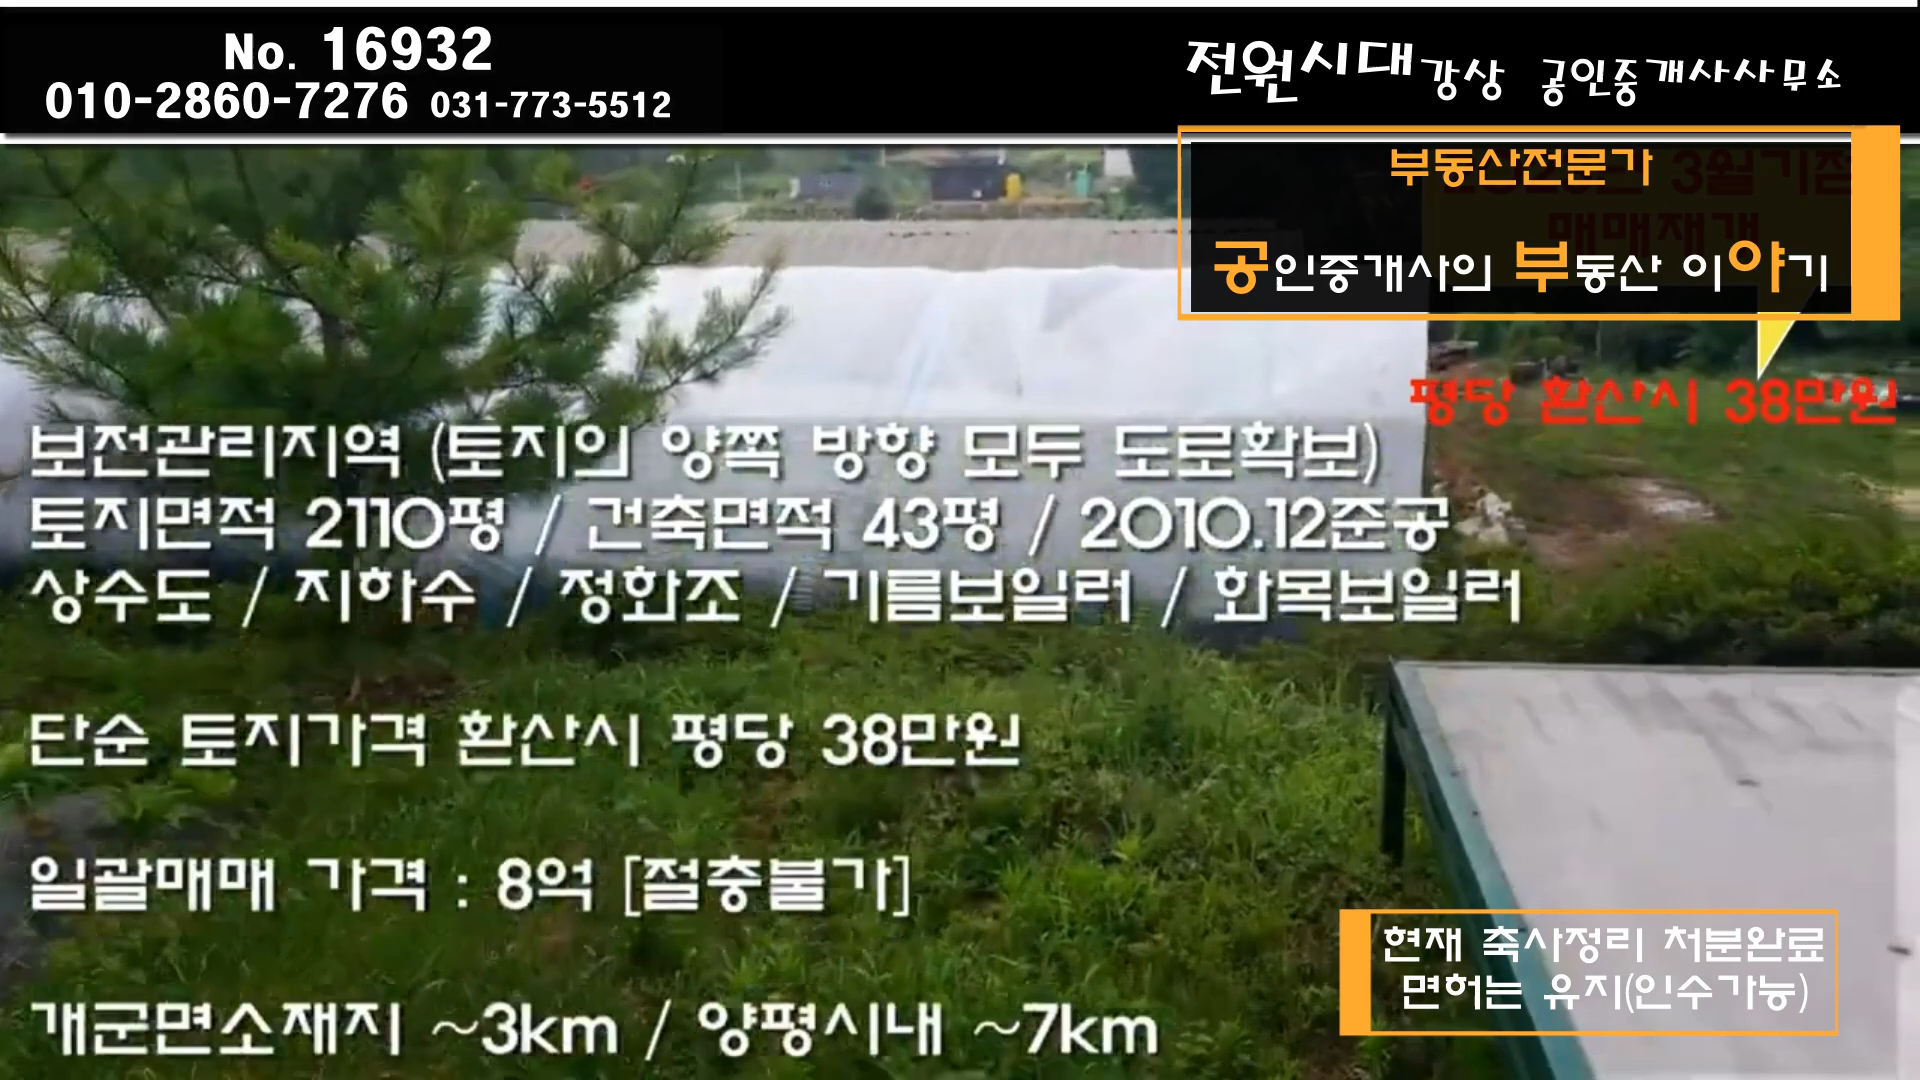 No. 16932
010-2860-7276 031-773-5512
전원시대강상 공인중개사사무소
부동산전문가
3월기점
매매재개
공인중개사의 부동산 이야기
평당 환산시 38만원
보전관리지역 (토지의 양쪽 방향 모두 도로확보)
토지면적 2110평 / 건축면적 43평 / 2010.12준공
상수도 / 지하수 / 정화조 / 기름보일러 / 화목보일러
단순 토지가격 환산시 평당 38만원
일괄매매 가격 : 8억 [절충불가]
현재 축사정리 처분완료
면허는 유지(인수가능)
개군면소재지 ~3km / 양평시내 ~7km